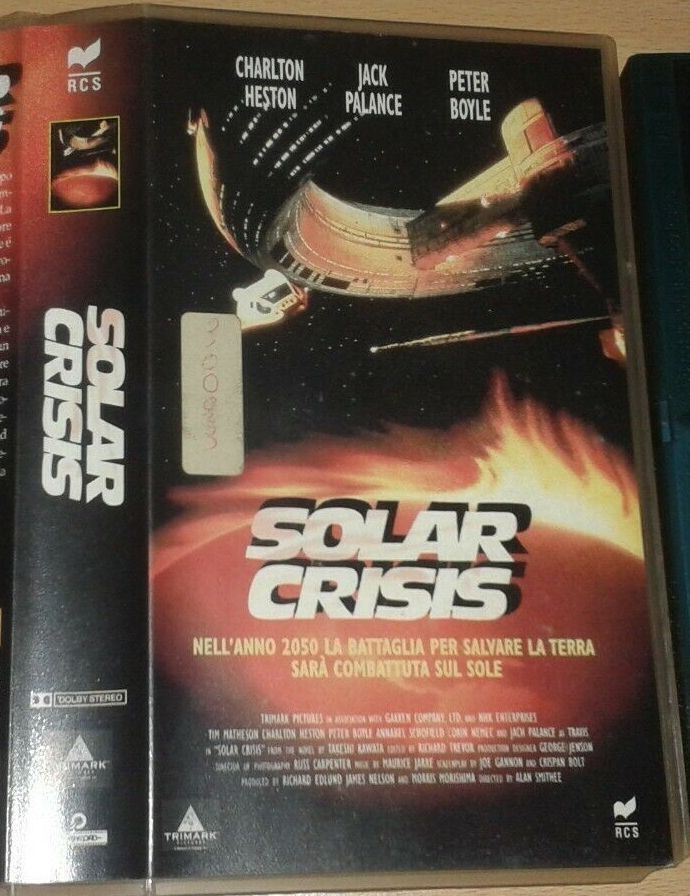 RCS
SOLAR
CRISIS
DOLBY STEREO
TRIMARK
CHARLTON
HESTON
JACK
PALANCE
PETER
BOYLE
SOLAR
CRISIS
NELL'ANNO 2050 LA BATTAGLIA PER SALVARE LA TERRA
SARÀ COMBATTUTA SUL SOLE
TRIMARK PICTURES IN ASSOCIATION WITH GAKKEN COMPANY, LTD. AND NHK ENTERPRISES
TIM MATHESON CHARLTON HESTON PETER BOYLE ANNABEL SCHOFIELD CORIN NEMEC AND JACK PALANCE AS TRAVIS
IN "SOLAR CRISIS" FROM THE NOVEL BY TAKESHI KAWATA EDITED BY RICHARD TREVOR PRODUCTION DESIGNER GEORGE JENSON
DIRECTOR OF PHOTOGRAPHY RUSS CARPENTER MUSIC BY MAURICE JARRE SCREENPLAY BY JOE GANNON AND CRISPAN BOLT
PRODUCED BY RICHARD EDLUND JAMES NELSON AND MORRIS MORISHIMA DIRECTED BY ALAN SMITHEE
TRIMARK
PICTURES
RCS